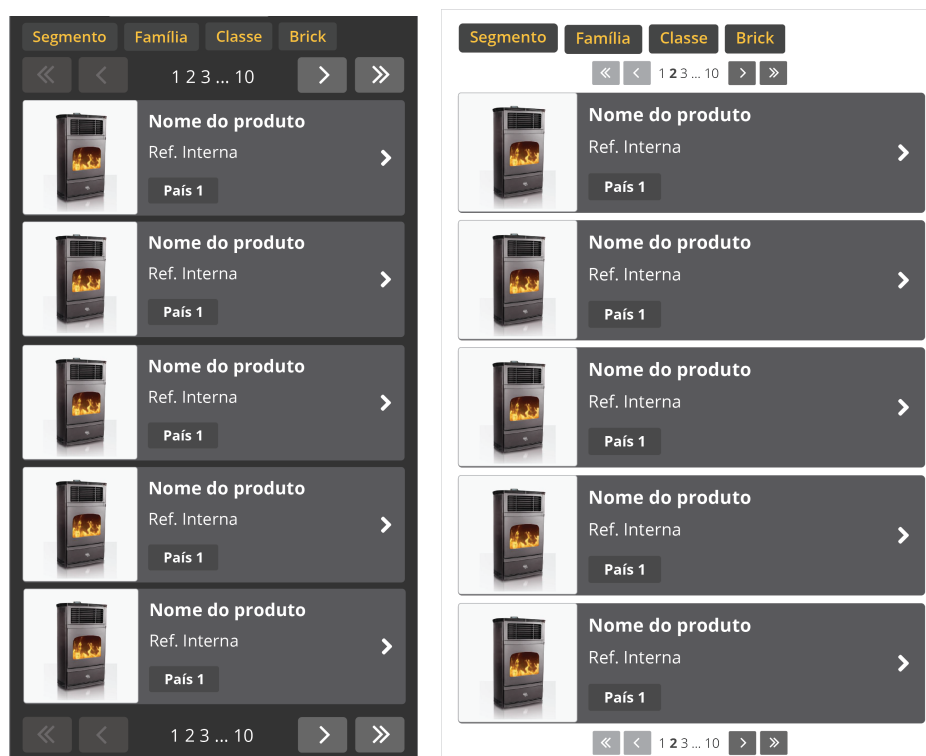 Segmento Família Classe Brick
1 2 3 ... 10
Nome do produto
Ref. Interna
País 1
Nome do produto
Ref. Interna
País 1
Nome do produto
Ref. Interna
País 1
Nome do produto
Ref. Interna
País 1
Nome do produto
Ref. Interna
País 1
1 2 3 ... 10
Segmento Família Classe Brick
1 2 3 ... 10
Nome do produto
Ref. Interna
País 1
Nome do produto
Ref. Interna
País 1
Nome do produto
Ref. Interna
País 1
Nome do produto
Ref. Interna
País 1
Nome do produto
Ref. Interna
País 1
1 2 3 ... 10